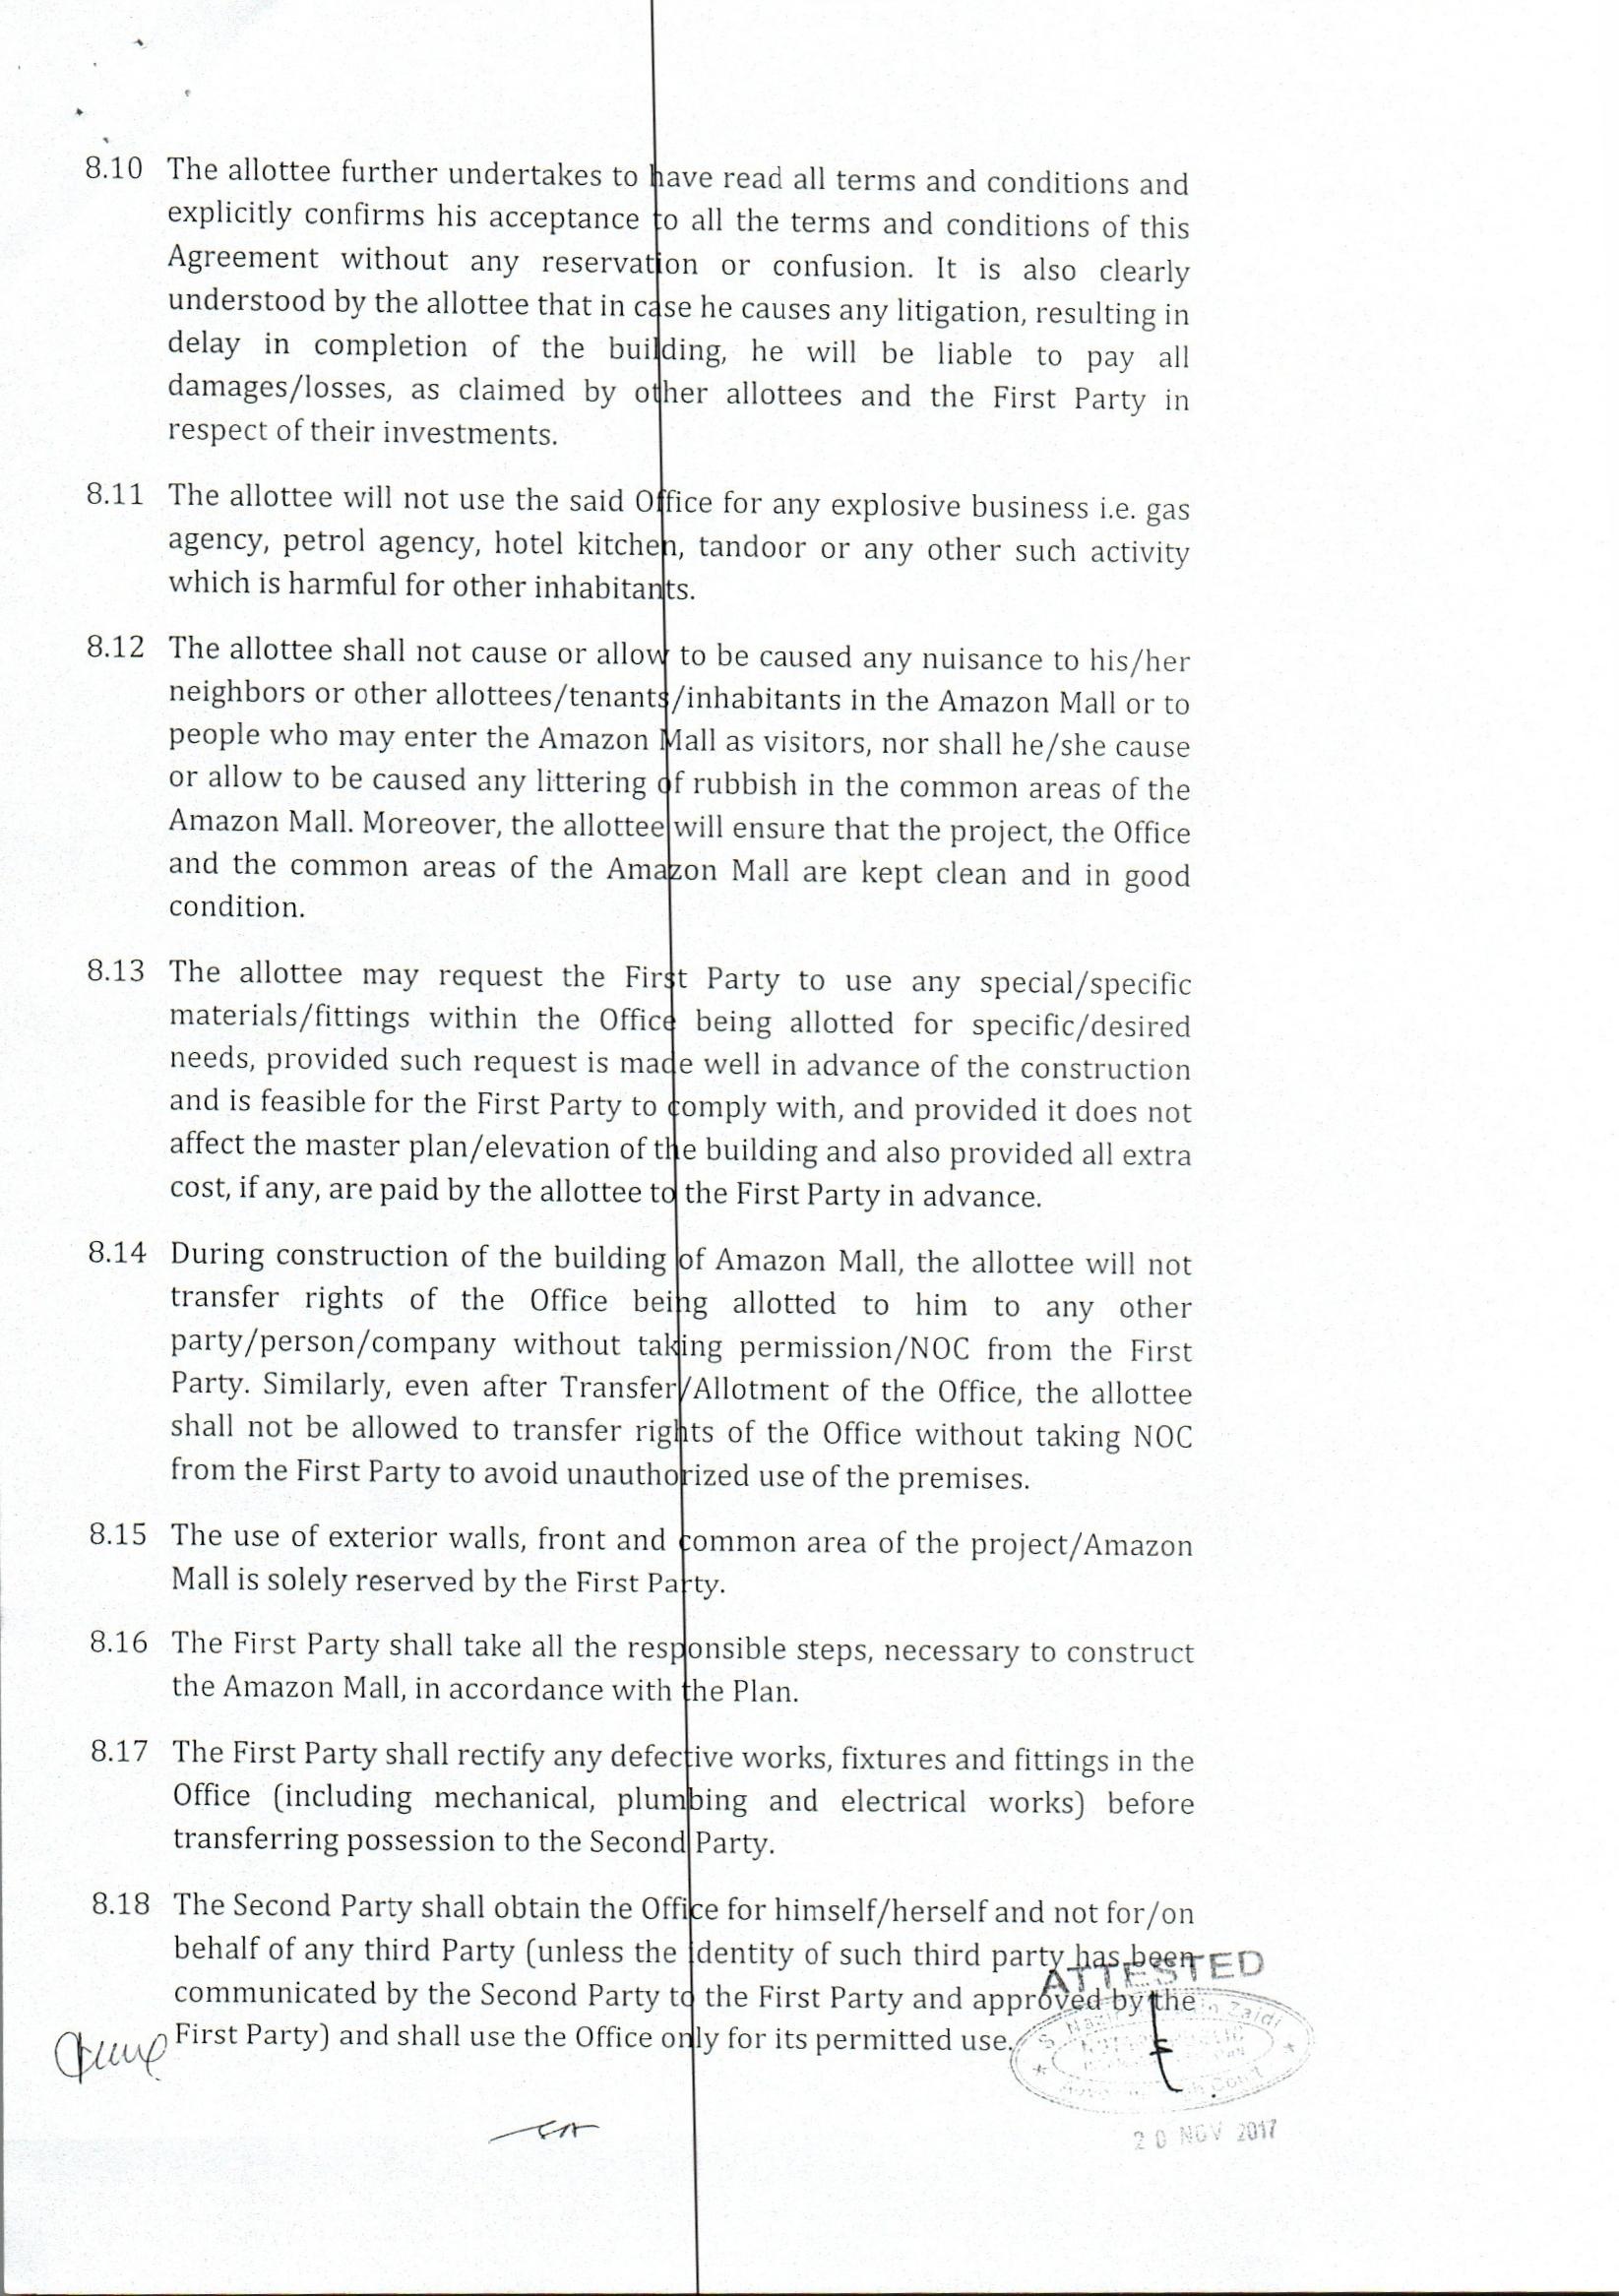 8.10 The allottee further undertakes to have read all terms and conditions and
explicitly confirms his acceptance to all the terms and conditions of this
Agreement without any reservation or confusion. It is also clearly
understood by the allottee that in case he causes any litigation, resulting in
delay in completion of the building, he will be liable to pay all
damages/losses, as claimed by other allottees and the First Party in
respect of their investments.
8.11 The allottee will not use the said Office for any explosive business i.e. gas
agency, petrol agency, hotel kitchen, tandoor or any other such activity
which is harmful for other inhabitants.
8.12 The allottee shall not cause or allow to be caused any nuisance to his/her
neighbors or other allottees/tenants/inhabitants in the Amazon Mall or to
people who may enter the Amazon Mall as visitors, nor shall he/she cause
or allow to be caused any littering of rubbish in the common areas of the
Amazon Mall. Moreover, the allottee will ensure that the project, the Office
and the common areas of the Amazon Mall are kept clean and in good
condition.
8.13 The allottee may request the First Party to use any special/specific
materials/fittings within the Office being allotted for specific/desired
needs, provided such request is made well in advance of the construction
and is feasible for the First Party to comply with, and provided it does not
affect the master plan/elevation of the building and also provided all extra
cost, if any, are paid by the allottee to the First Party in advance.
8.14 During construction of the building of Amazon Mall, the allottee will not
transfer rights of the Office being allotted to him to any other
party/person/company without taking permission/NOC from the First
Party. Similarly, even after Transfer/Allotment of the Office, the allottee
shall not be allowed to transfer rights of the Office without taking NOC
from the First Party to avoid unauthorized use of the premises.
8.15 The use of exterior walls, front and common area of the project/Amazon
Mall is solely reserved by the First Party.
8.16 The First Party shall take all the responsible steps, necessary to construct
the Amazon Mall, in accordance with the Plan.
8.17 The First Party shall rectify any defective works, fixtures and fittings in the
Office (including mechanical, plumbing and electrical works) before
transferring possession to the Second Party.
8.18 The Second Party shall obtain the Office for himself/herself and not for/on
behalf of any third Party (unless the identity of such third party has been
communicated by the Second Party to the First Party and approved by the
First Party) and shall use the Office only for its permitted use.
ATTESTED
Zaidi
20 NOV 2017